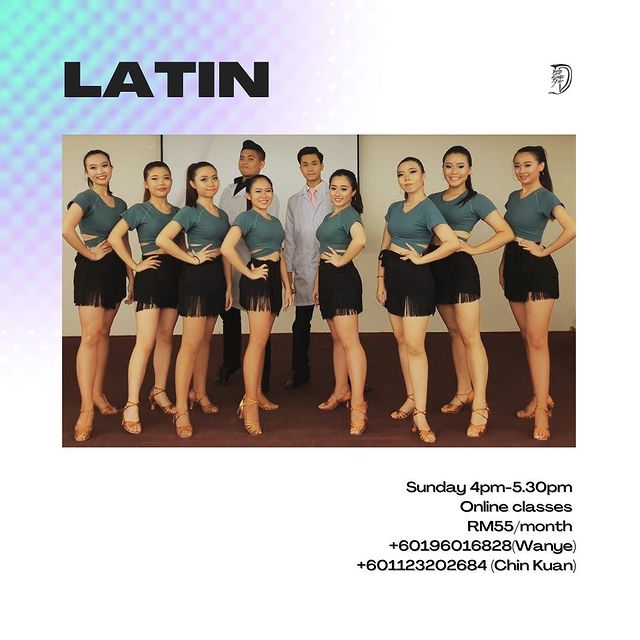 LATIN
Sunday 4pm-5.30pm
Online classes
RM55/month
+60196016828(Wanye)
+601123202684 (Chin Kuan)